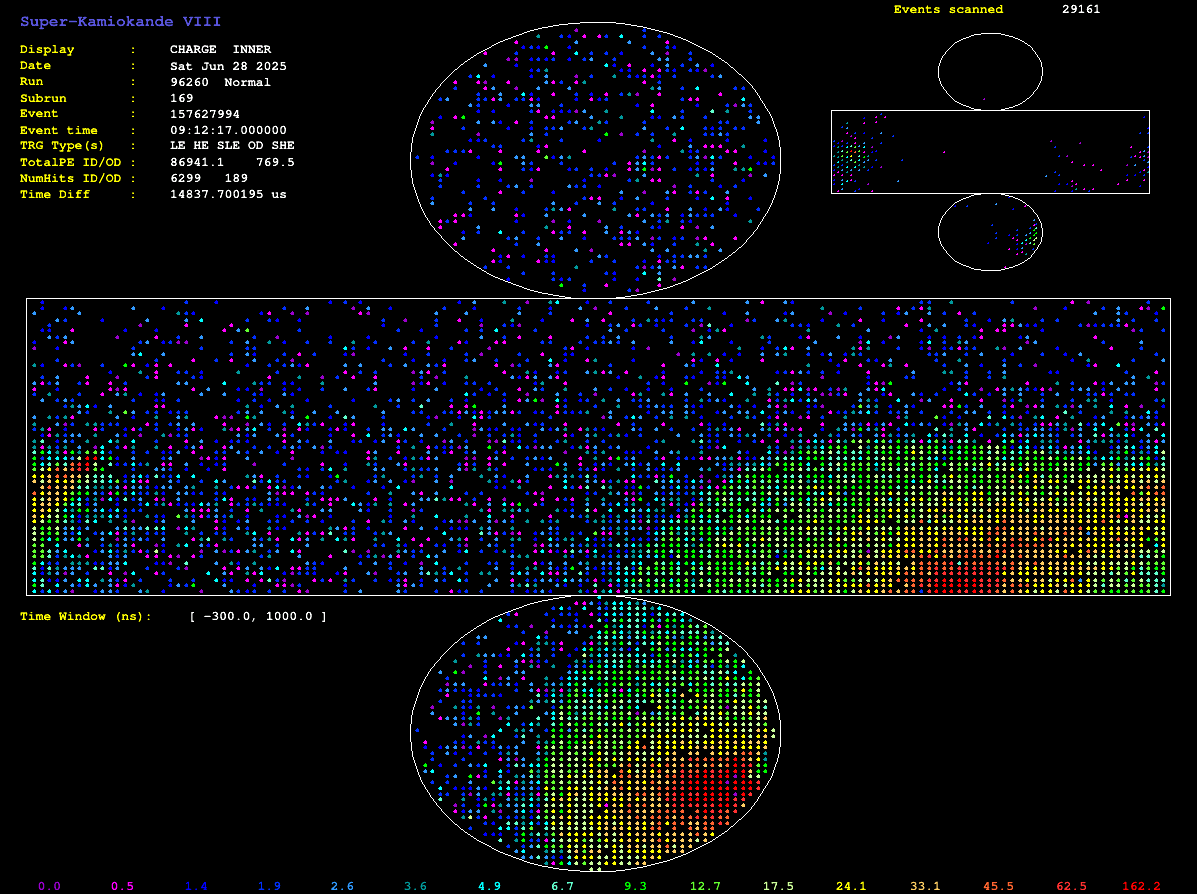 Super-Kamiokande VIII
Events scanned 29161
Display : CHARGE INNER
Date : Sat Jun 28 2025
Run : 96260 Normal
Subrun : 169
Event : 157627994
Event time : 09:12:17.000000
TRG Type(s) : LE HE SLE OD SHE
TotalPE ID/OD : 86941.1 769.5
NumHits ID/OD : 6299 189
Time Diff : 14837.700195 us
Time Window (ns): [ -300.0, 1000.0 ]
0.0 0.5 1.4 1.9 2.6 3.6 4.9 6.7 9.3 12.7 17.5 24.1 33.1 45.5 62.5 162.2